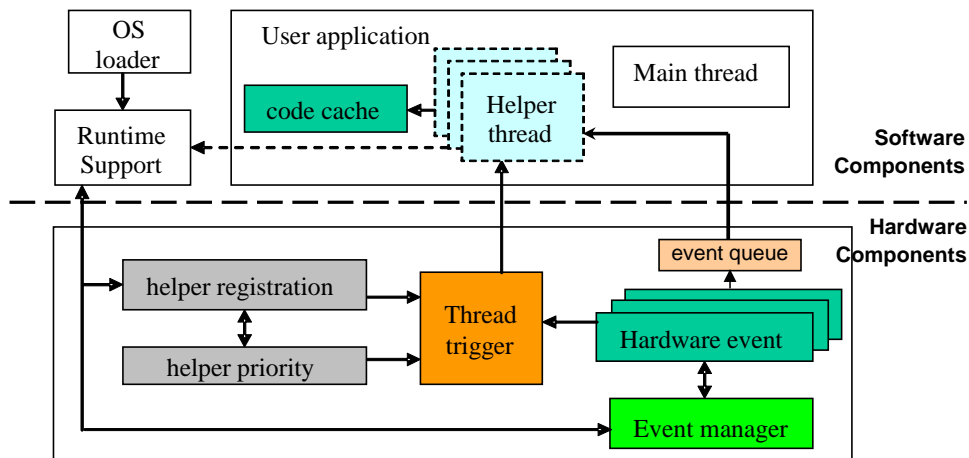 OS
loader
User application
Main thread
code cache
Helper
thread
Runtime
Support
Software
Components
Hardware
Components
event queue
helper registration
Thread
trigger
Hardware event
helper priority
Event manager